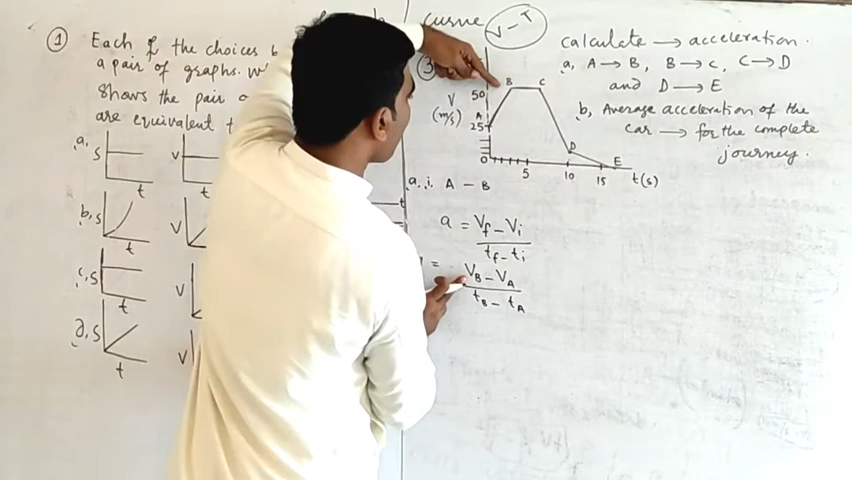 curve V-T
① Each of the choices b
a pair of graphs. W
shows the pair o
are equivalent t
a, S t V
b, S t V
c, S t V
d, S t V
③
V
(m/s)
50
25
0
A B C D E
5 10 15 t(s)
calculate → acceleration.
a, A → B, B → C, C → D
and D → E
b, Average acceleration of the
car → for the complete
journey.
a, i. A - B
a = Vf - Vi
tf - ti
= VB - VA
tB - tA